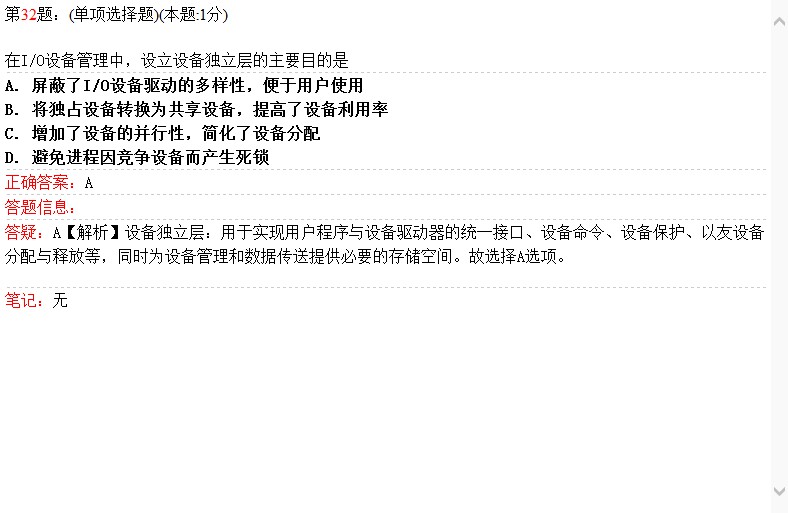 第32题：(单项选择题)(本题:1分)
在I/O设备管理中，设立设备独立层的主要目的是
A. 屏蔽了I/O设备驱动的多样性，便于用户使用
B. 将独占设备转换为共享设备，提高了设备利用率
C. 增加了设备的并行性，简化了设备分配
D. 避免进程因竞争设备而产生死锁
正确答案：A
答题信息：
答疑：A【解析】设备独立层：用于实现用户程序与设备驱动器的统一接口、设备命令、设备保护、以友设备
分配与释放等，同时为设备管理和数据传送提供必要的存储空间。故选择A选项。
笔记：无